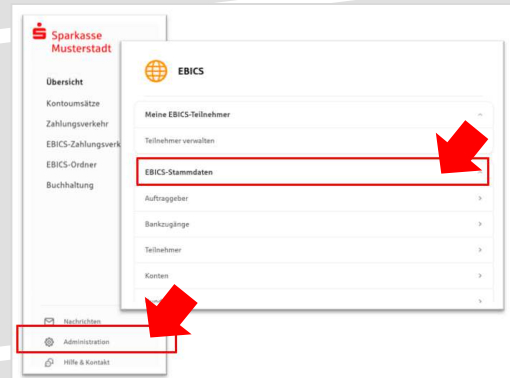 Sparkasse
Musterstadt
Übersicht
Kontoumsätze
Zahlungsverkehr
EBICS-Zahlungsverk
EBICS-Ordner
Buchhaltung
Nachrichten
Administration
Hilfe & Kontakt
EBICS
Meine EBICS-Teilnehmer
Teilnehmer verwalten
EBICS-Stammdaten
Auftraggeber
Bankzugänge
Teilnehmer
Konten